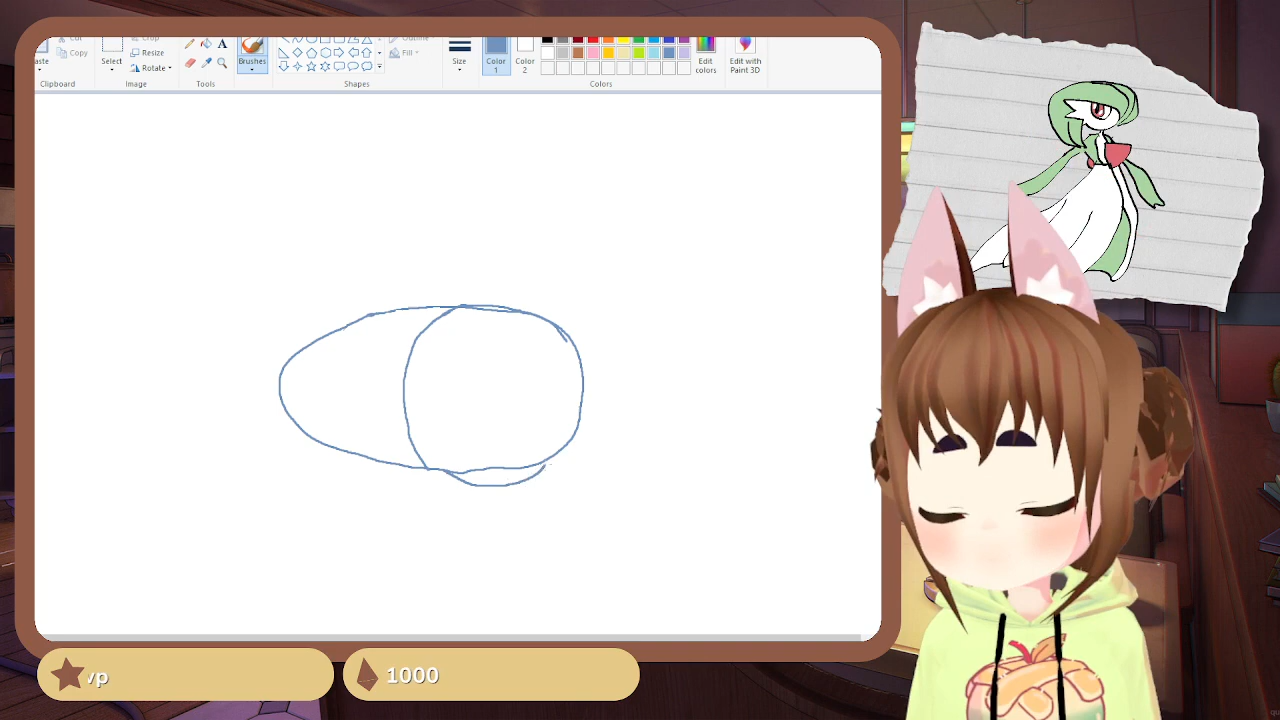 Copy
Select
Resize
Rotate
A
Brushes
Outline
Fill
Size
Color 1
Color 2
Edit colors
Edit with Paint 3D
Clipboard
Image
Tools
Shapes
Colors
1000